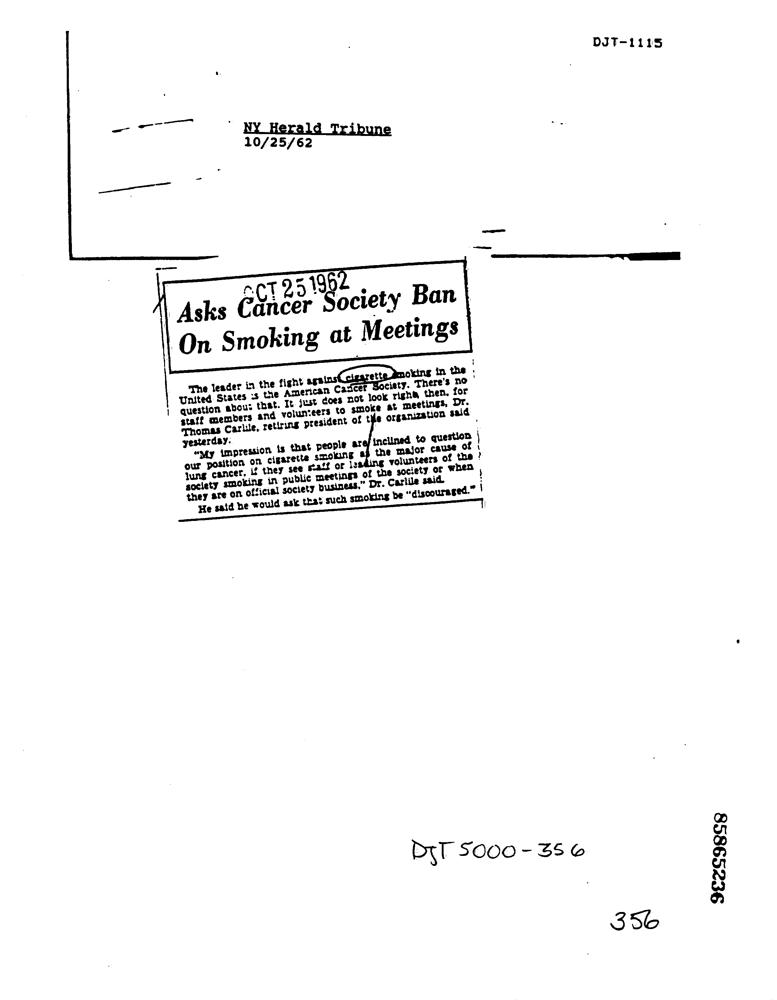 DJT-1115
NY Herald Tribune
10/25/62
OCT 25 1962
Asks Cancer Society Ban
On Smoking at Meetings
The leader in the fight against cigarette smoking in the
United States is the American Cancer Society. There's no
question about that. It just does not look right, then, for
staff members and volunteers to smoke at meetings, Dr.
Thomas Carlile, retiring president of the organization said
yesterday.
"My impression is that people are inclined to question
our position on cigarette smoking as the major cause of
lung cancer, if they see staff or leading volunteers of the
society smoking in public meetings of the society or when
they are on official society business," Dr. Carlile said.
He said he would ask that such smoking be "discouraged."
DJT 5000-356
85865236
356